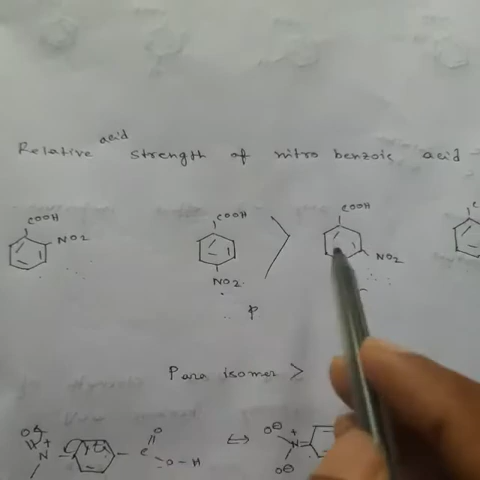 Relative acid strength of nitro benzoic acid
COOH COOH > COOH
NO2 NO2
NO2
P
Para isomer >
O O O⊖
N+ C ↔ N+
O-H O⊖